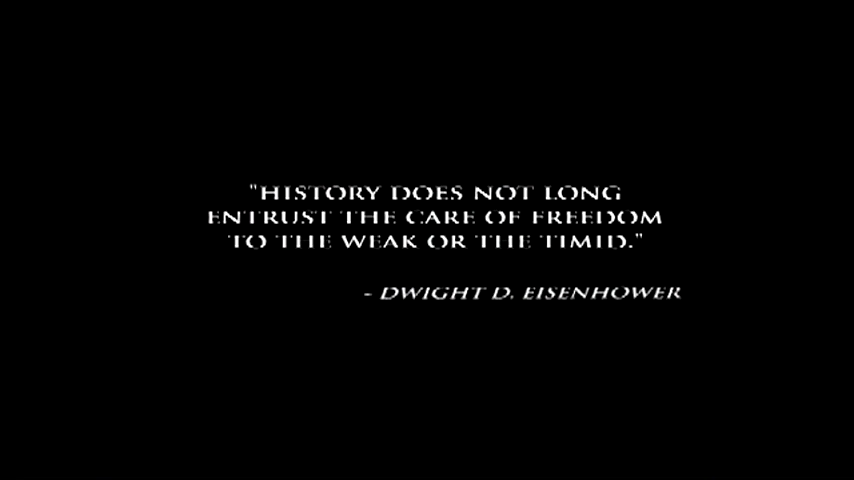 "HISTORY DOES NOT LONG
ENTRUST THE CARE OF FREEDOM
TO THE WEAK OR THE TIMID."
- DWIGHT D. EISENHOWER